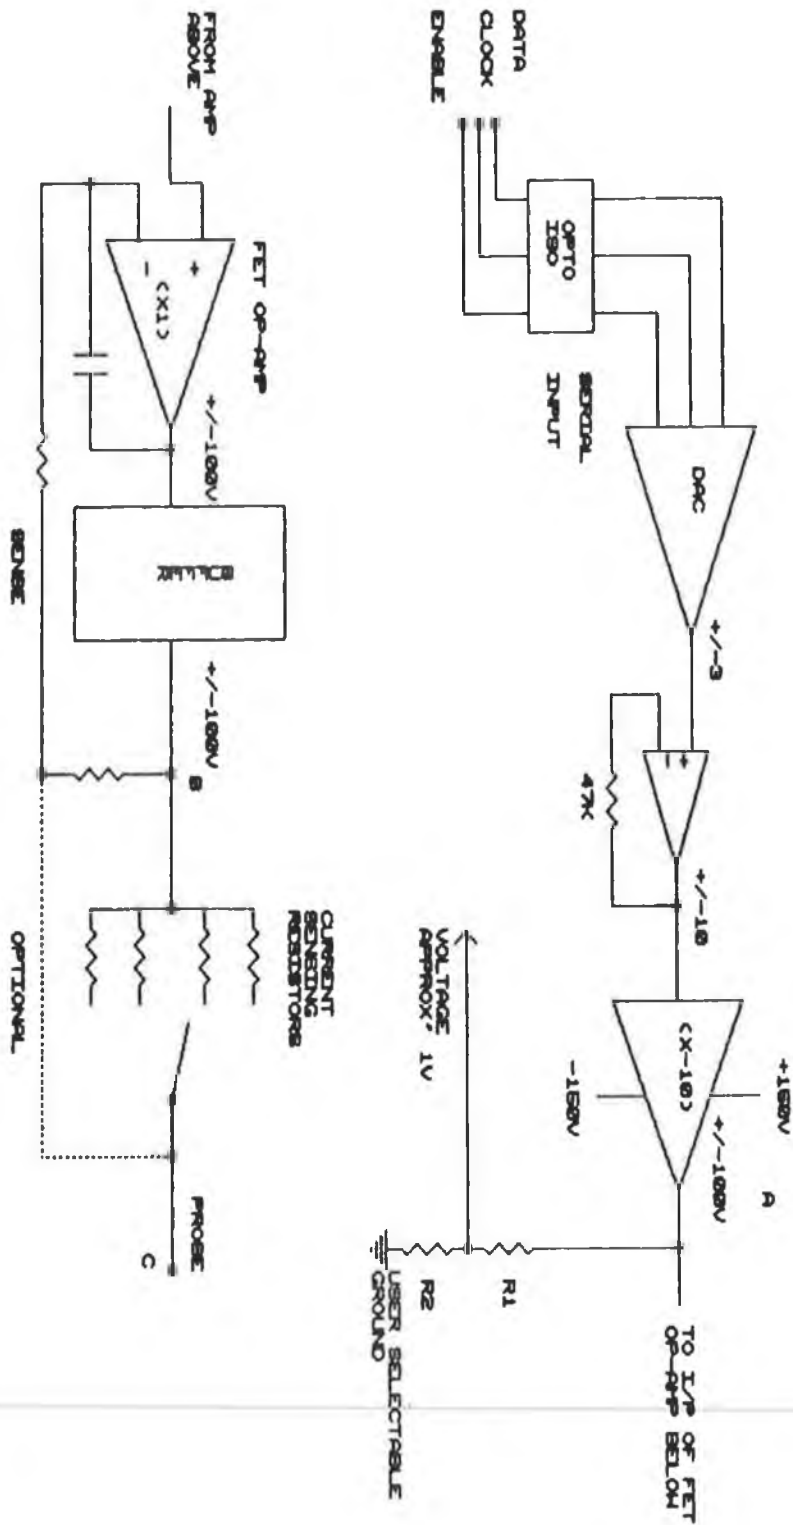 DATA
CLOCK
ENABLE
OPTO
ISO
SERIAL
INPUT
DAC
+/-3
+
-
47K
+/-10
(X-10)
+150V
-150V
+/-100V
A
VOLTAGE
APPROX' 1V
R1
R2
USER SELECTABLE
GROUND
TO I/P OF FET
OP-AMP BELOW
FROM AMP
ABOVE
FET OP-AMP
+
-
(X1)
+/-100V
BUFFER
+/-100V
SENSE
B
CURRENT
SENSING
RESISTORS
OPTIONAL
PROBE
C